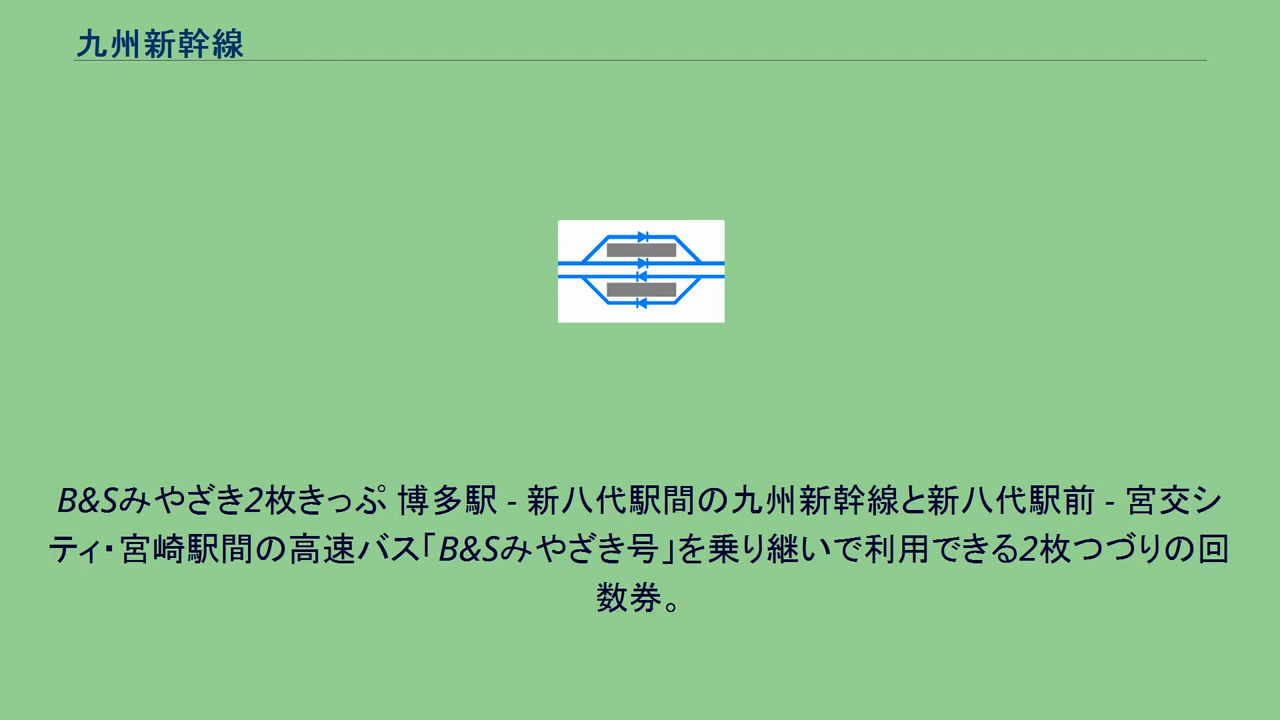 九州新幹線
B&Sみやざき2枚きっぷ 博多駅 - 新八代駅間の九州新幹線と新八代駅前 - 宮交シ
ティ・宮崎駅間の高速バス「B&Sみやざき号」を乗り継いで利用できる2枚つづりの回
数券。